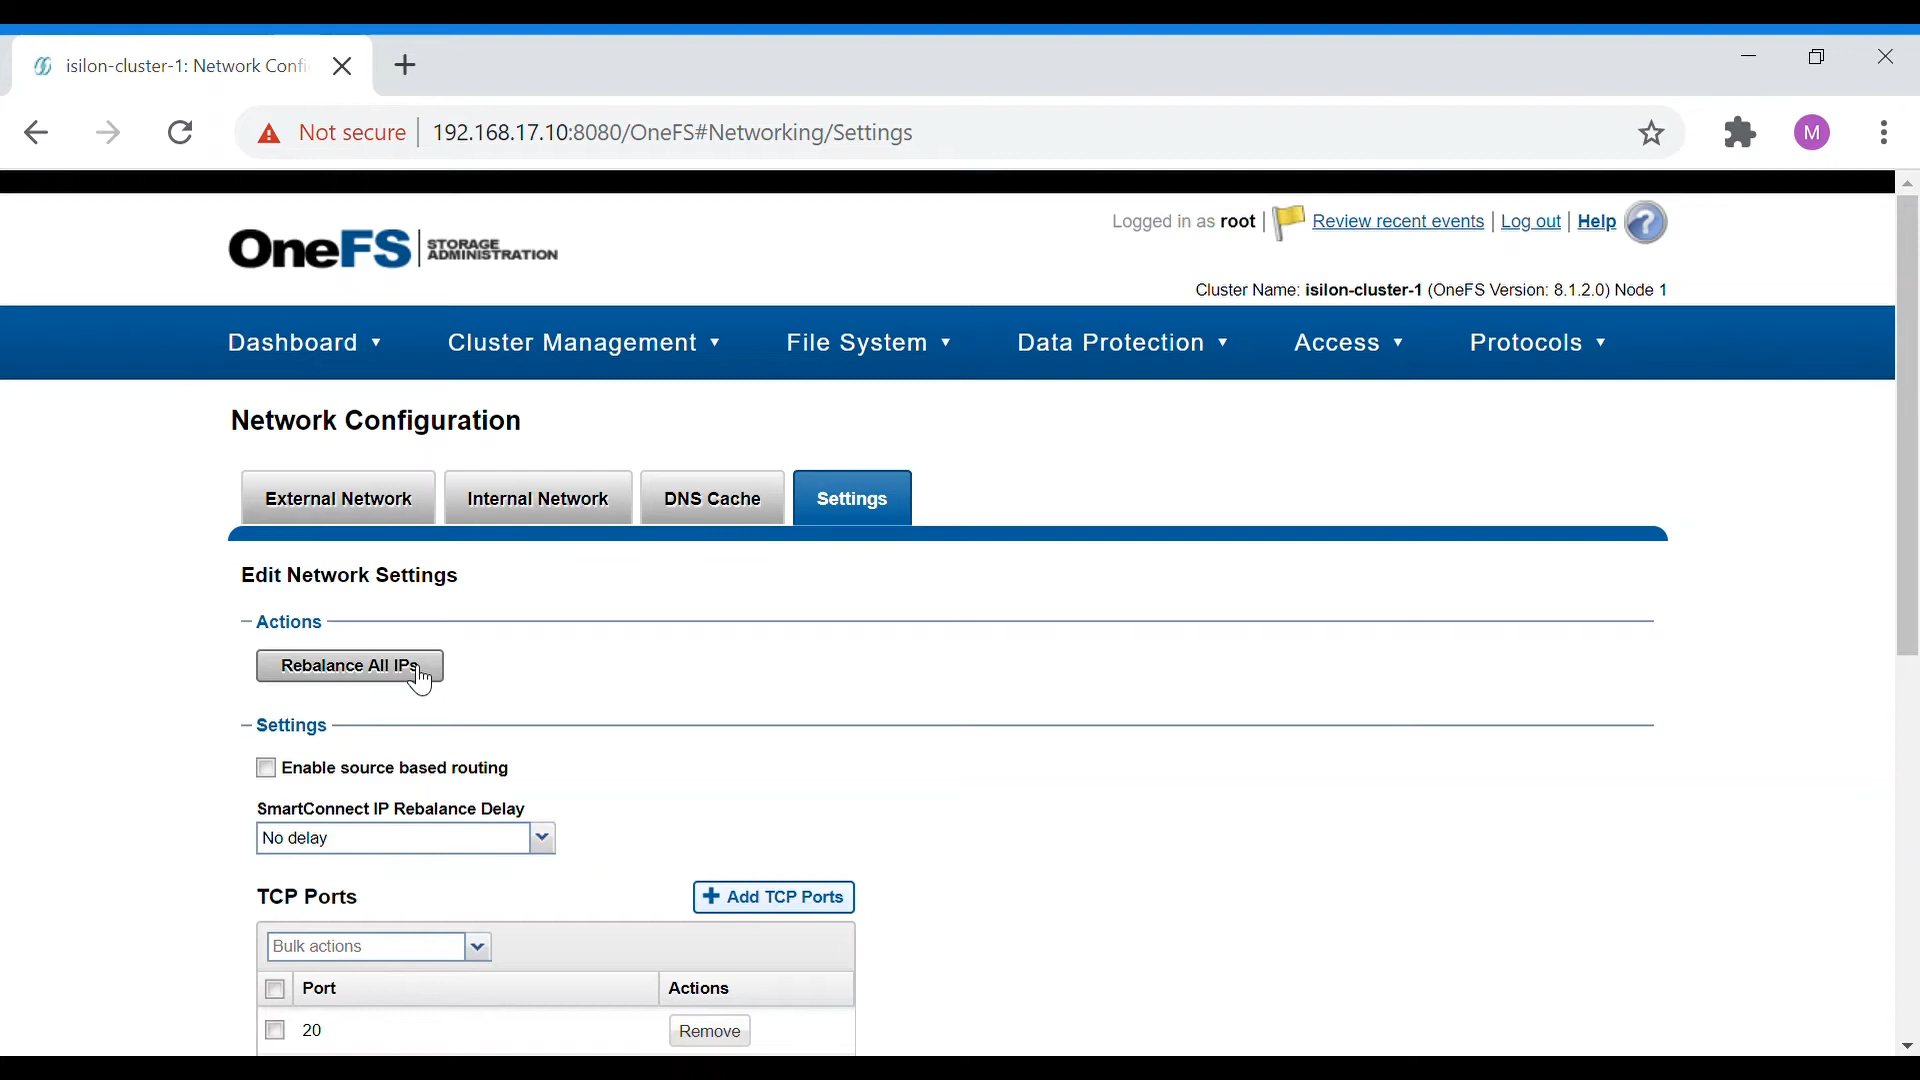 isilon-cluster-1: Network Confi
Not secure 192.168.17.10:8080/OneFS#Networking/Settings
M
OneFS STORAGE ADMINISTRATION
Logged in as root Review recent events Log out Help ?
Cluster Name: isilon-cluster-1 (OneFS Version: 8.1.2.0) Node 1
Dashboard Cluster Management File System Data Protection Access Protocols
Network Configuration
External Network Internal Network DNS Cache Settings
Edit Network Settings
Actions
Rebalance All IPs
Settings
Enable source based routing
SmartConnect IP Rebalance Delay
No delay
TCP Ports + Add TCP Ports
Bulk actions
Port Actions
20 Remove